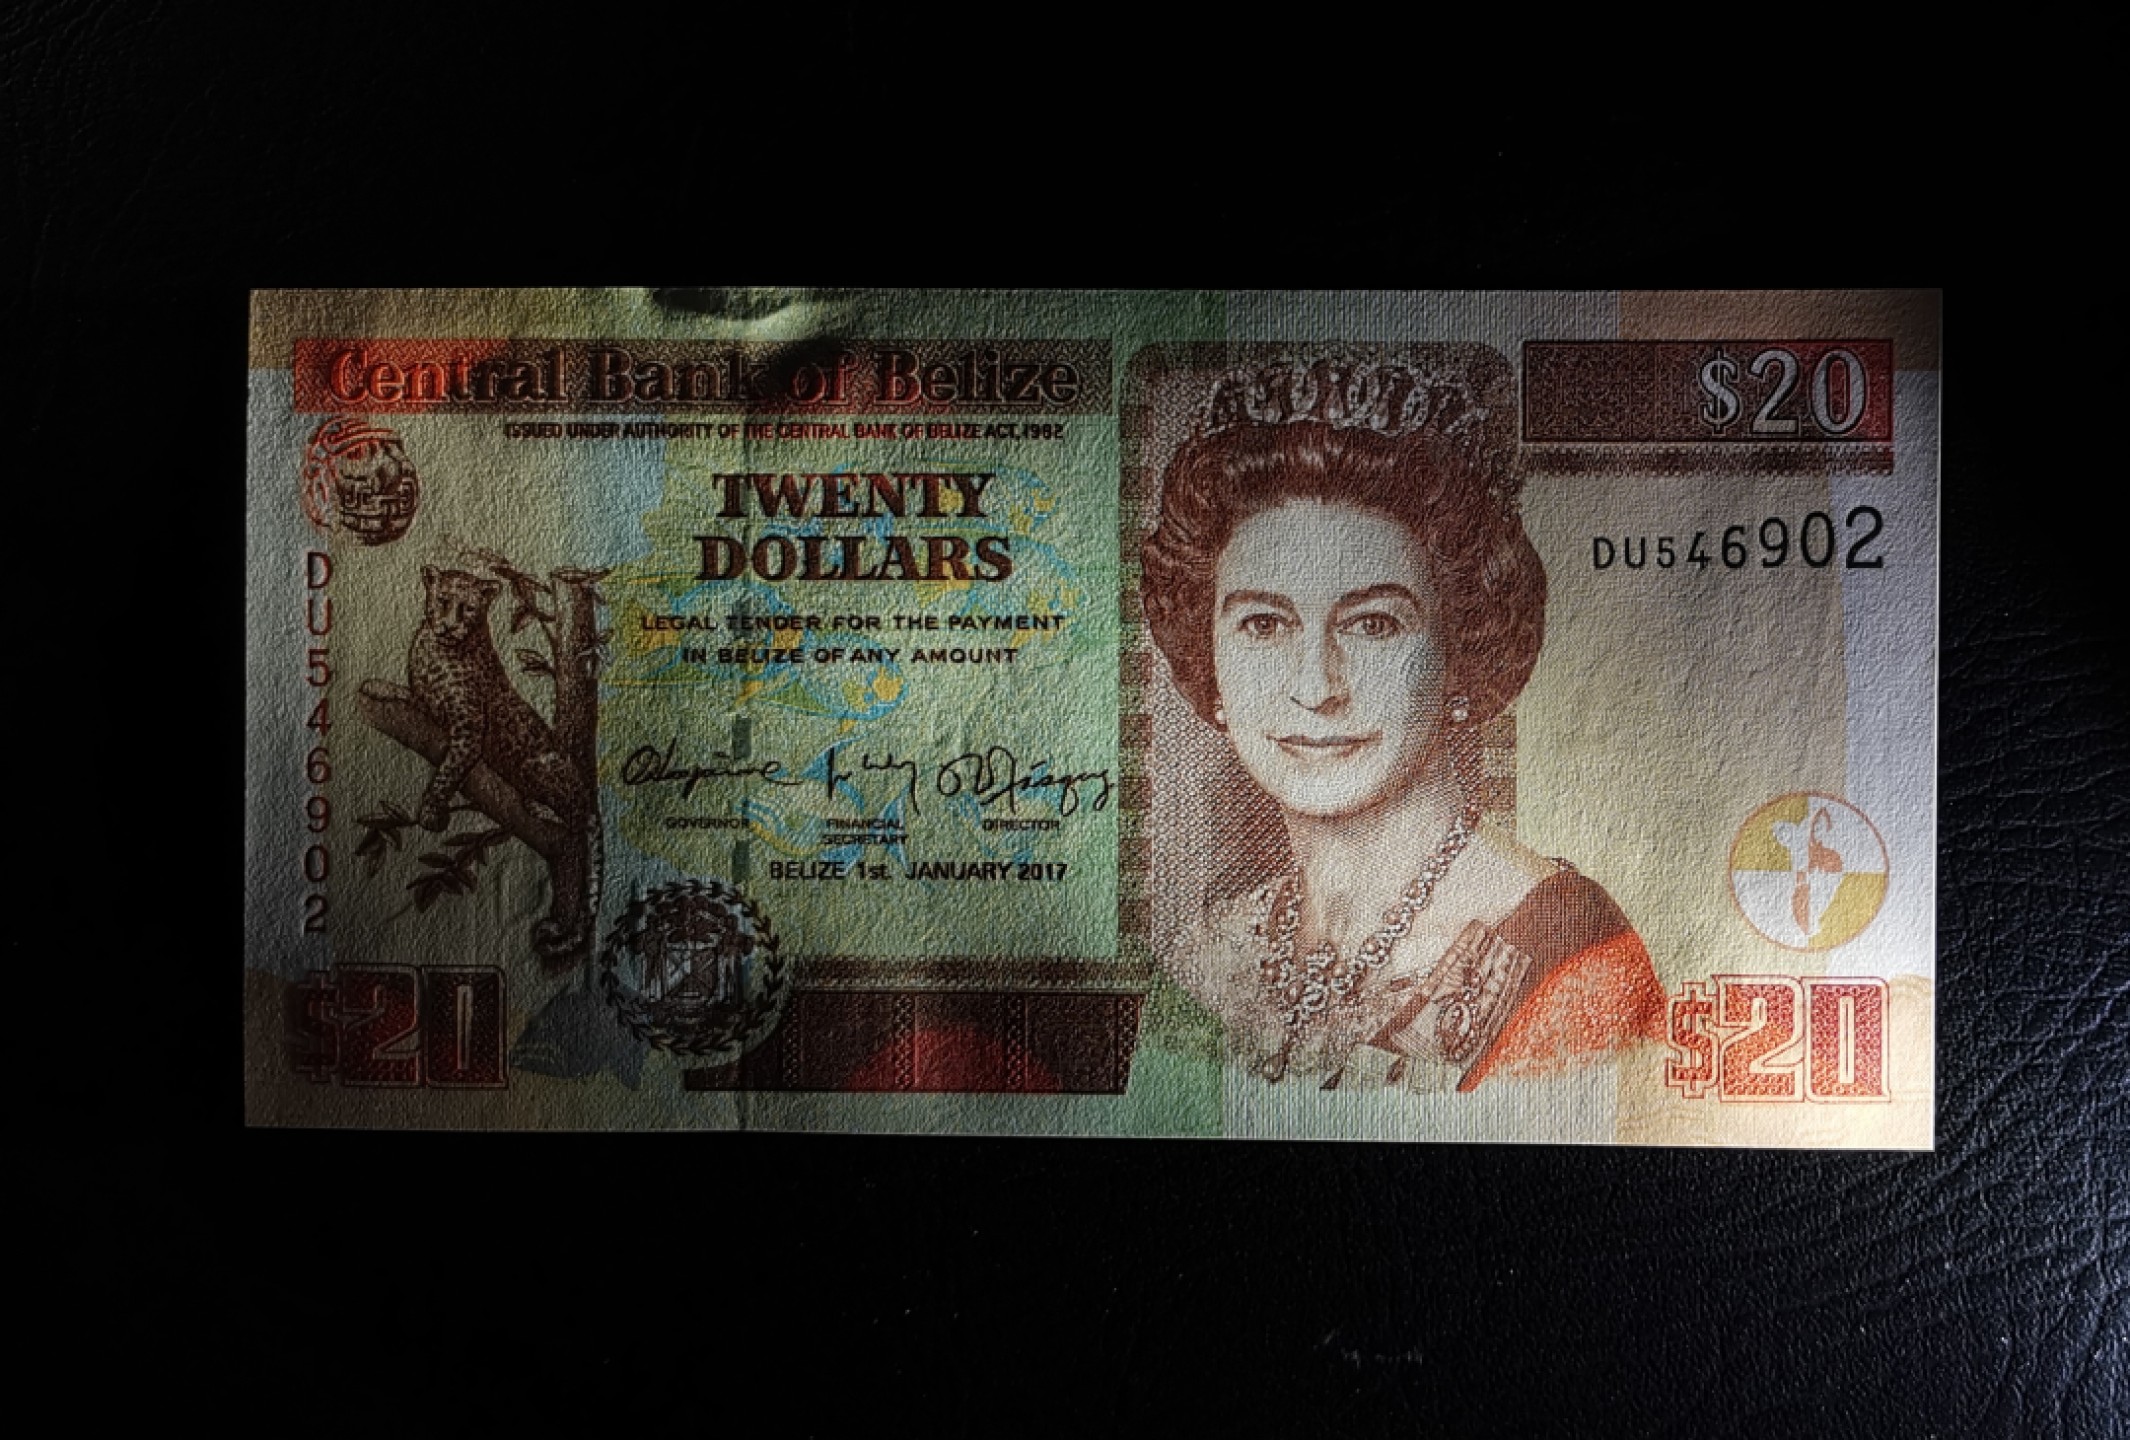 Central Bank of Belize
ISSUED UNDER AUTHORITY OF THE CENTRAL BANK OF BELIZE ACT, 1982
$20
TWENTY
DOLLARS
DU546902
LEGAL TENDER FOR THE PAYMENT
IN BELIZE OF ANY AMOUNT
DU546902
GOVERNOR FINANCIAL SECRETARY DIRECTOR
BELIZE 1st. JANUARY 2017
$20
$20